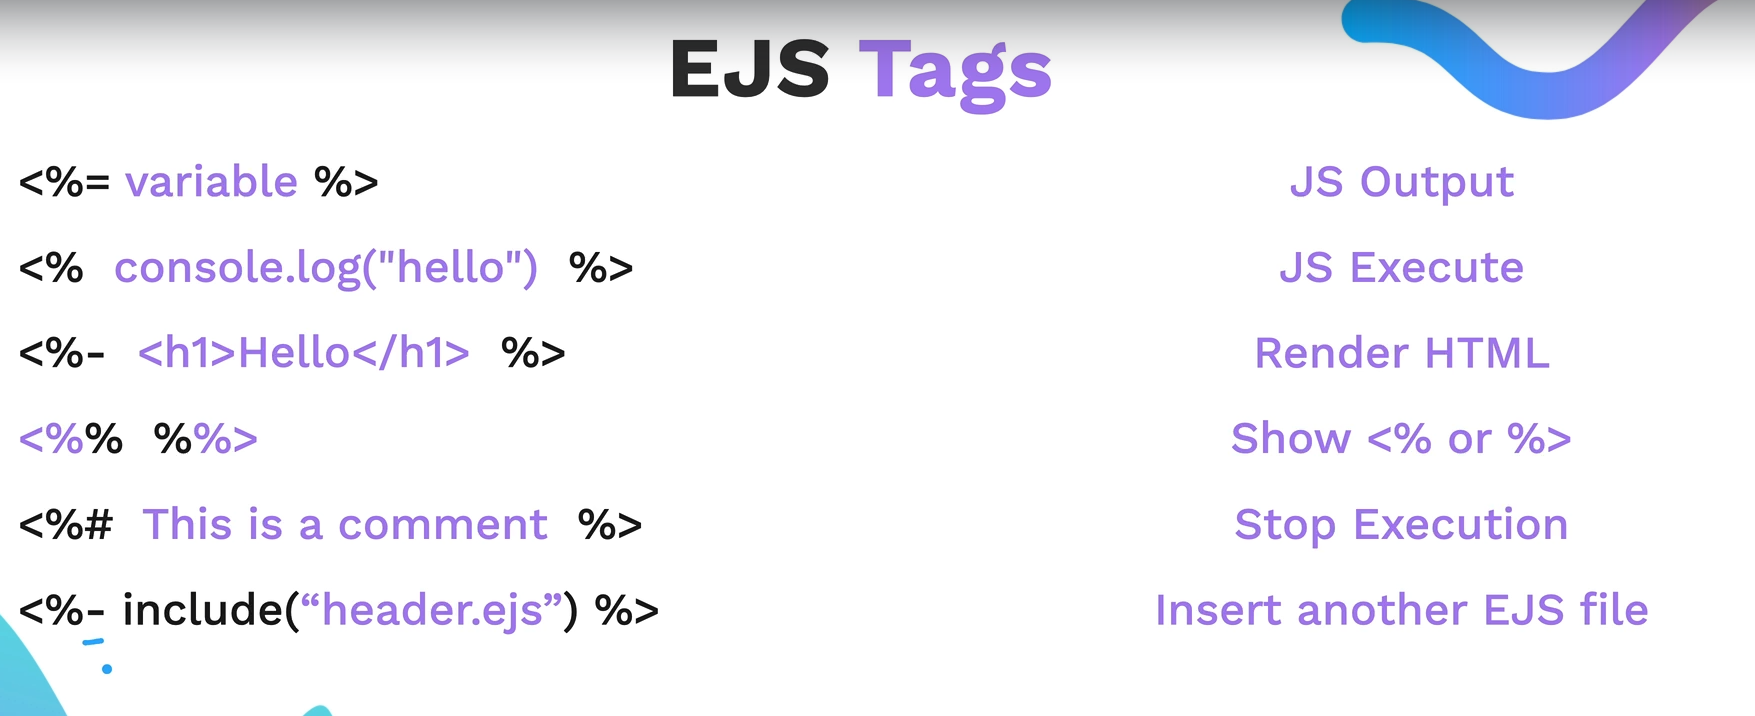 EJS Tags
<%= variable %> JS Output
<% console.log("hello") %> JS Execute
<%- <h1>Hello</h1> %> Render HTML
<%% %%> Show <% or %>
<%# This is a comment %> Stop Execution
<%- include(“header.ejs”) %> Insert another EJS file